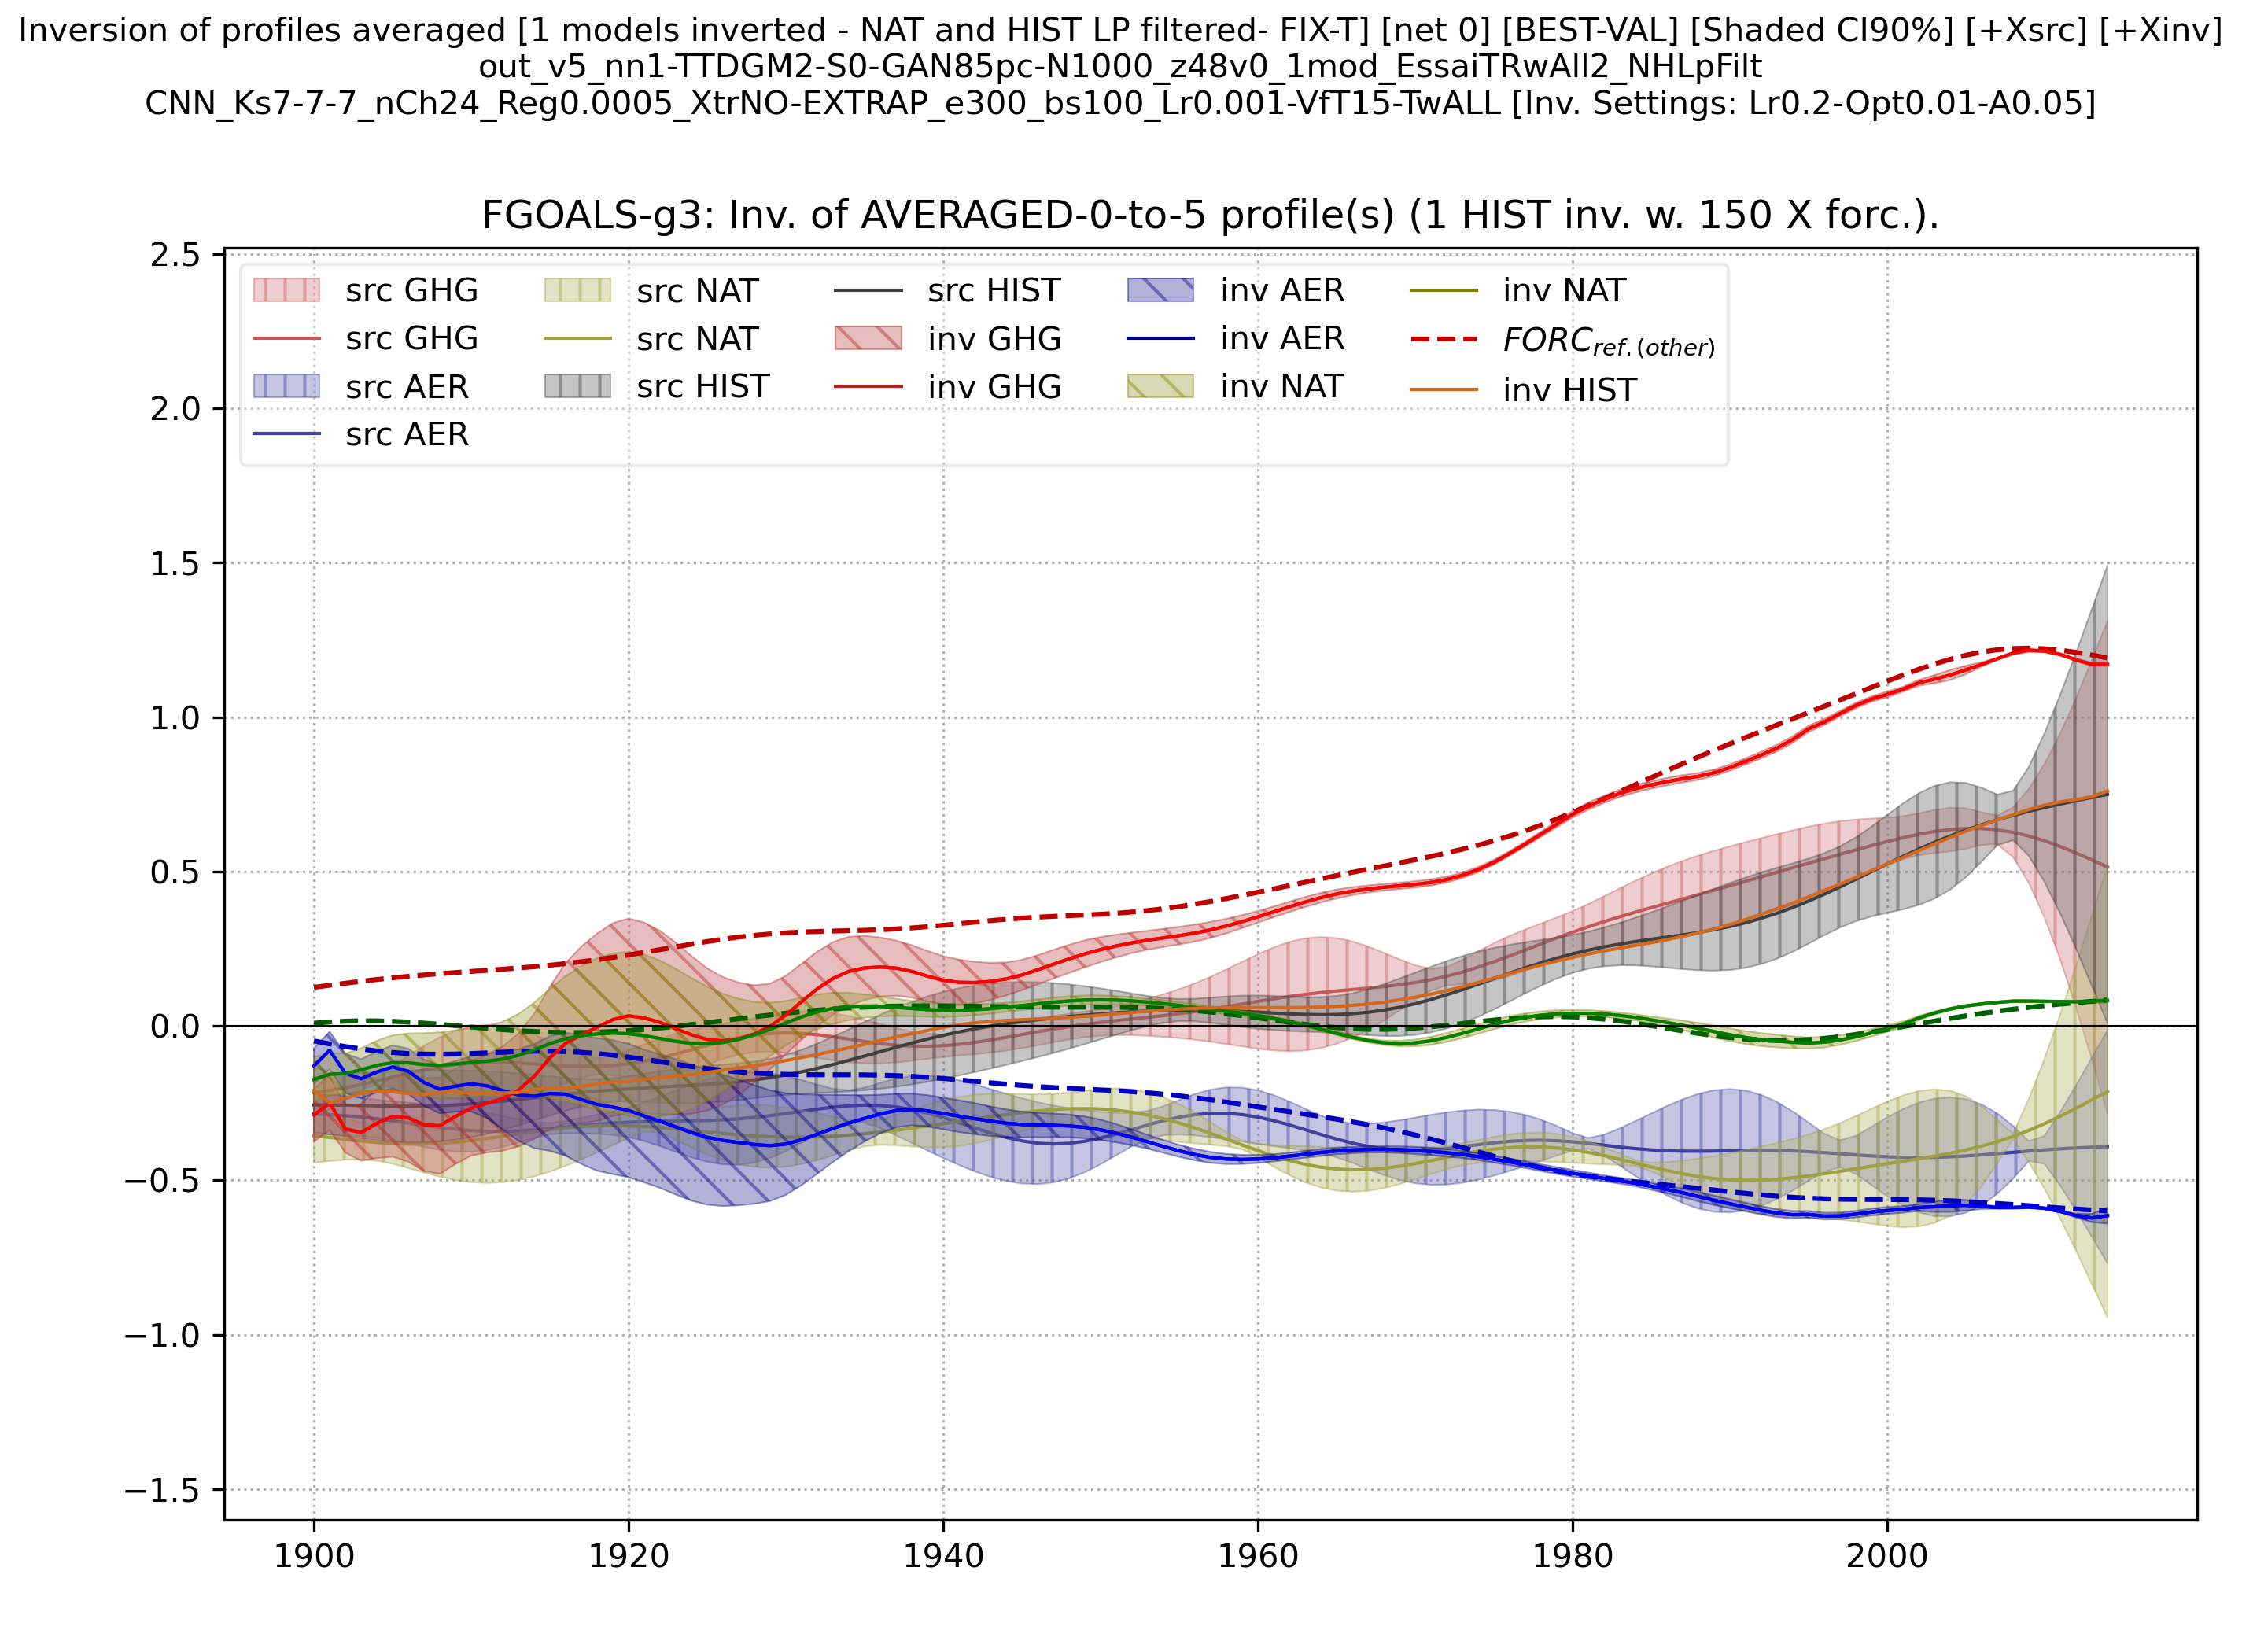 Inversion of profiles averaged [1 models inverted - NAT and HIST LP filtered- FIX-T] [net 0] [BEST-VAL] [Shaded CI90%] [+Xsrc] [+Xinv]
out_v5_nn1-TTDGM2-S0-GAN85pc-N1000_z48v0_1mod_EssaiTRwAll2_NHLpFilt
CNN_Ks7-7-7_nCh24_Reg0.0005_XtrNO-EXTRAP_e300_bs100_Lr0.001-VfT15-TwALL [Inv. Settings: Lr0.2-Opt0.01-A0.05]
FGOALS-g3: Inv. of AVERAGED-0-to-5 profile(s) (1 HIST inv. w. 150 X forc.).
src GHG
src GHG
src AER
src AER
src NAT
src NAT
src HIST
src HIST
inv GHG
inv GHG
inv AER
inv AER
inv NAT
inv NAT
FORC_ref.(other)
inv HIST
2.5
2.0
1.5
1.0
0.5
0.0
−0.5
−1.0
−1.5
1900 1920 1940 1960 1980 2000